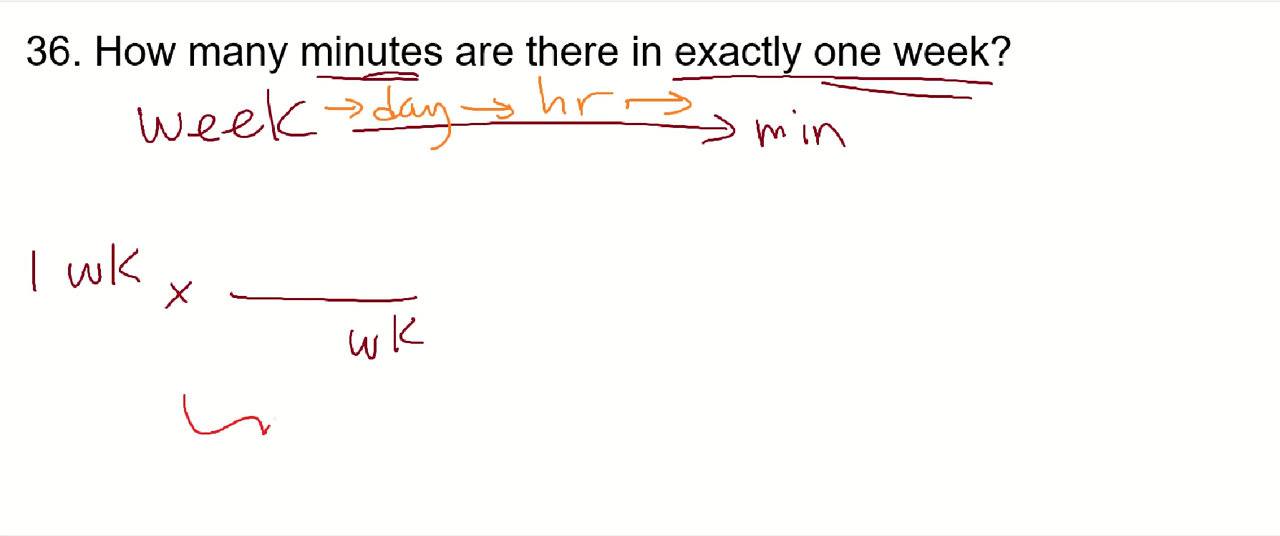 36. How many minutes are there in exactly one week?
week → day → hr → min
1 wk × 
wk